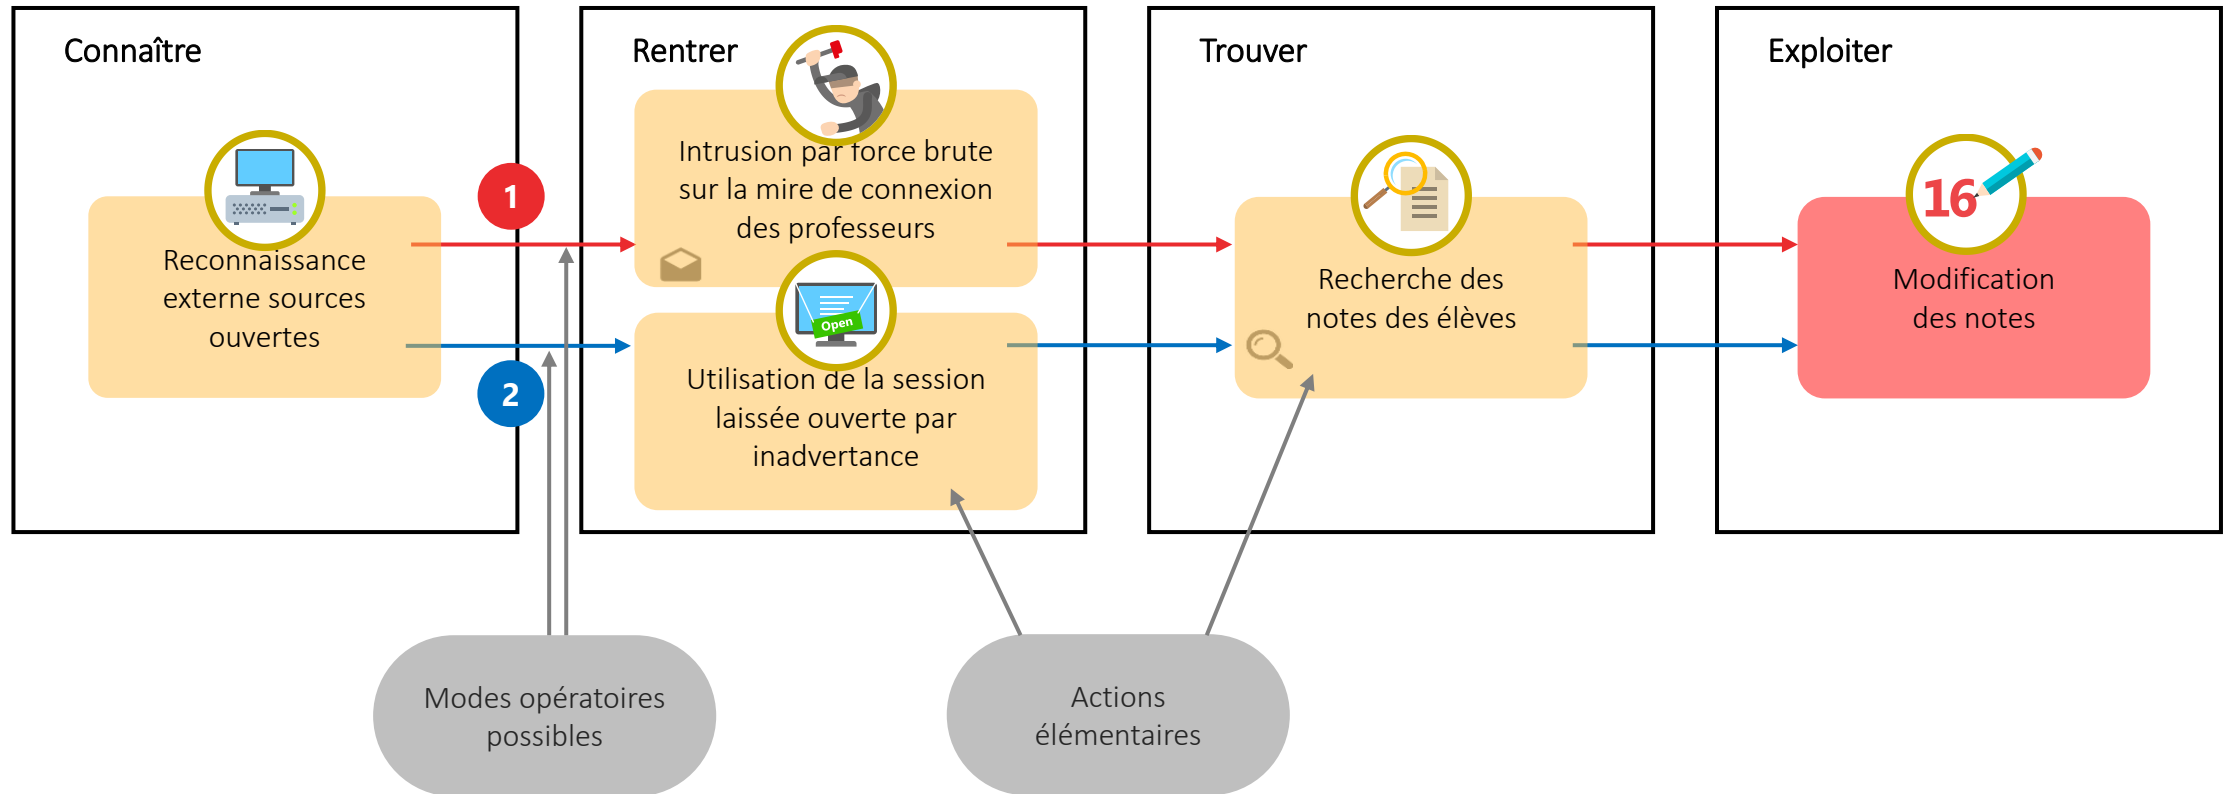 Connaître
Reconnaissance
externe sources
ouvertes
1
2
Rentrer
Intrusion par force brute
sur la mire de connexion
des professeurs
Open
Utilisation de la session
laissée ouverte par
inadvertance
Trouver
Recherche des
notes des élèves
Exploiter
16
Modification
des notes
Modes opératoires
possibles
Actions
élémentaires